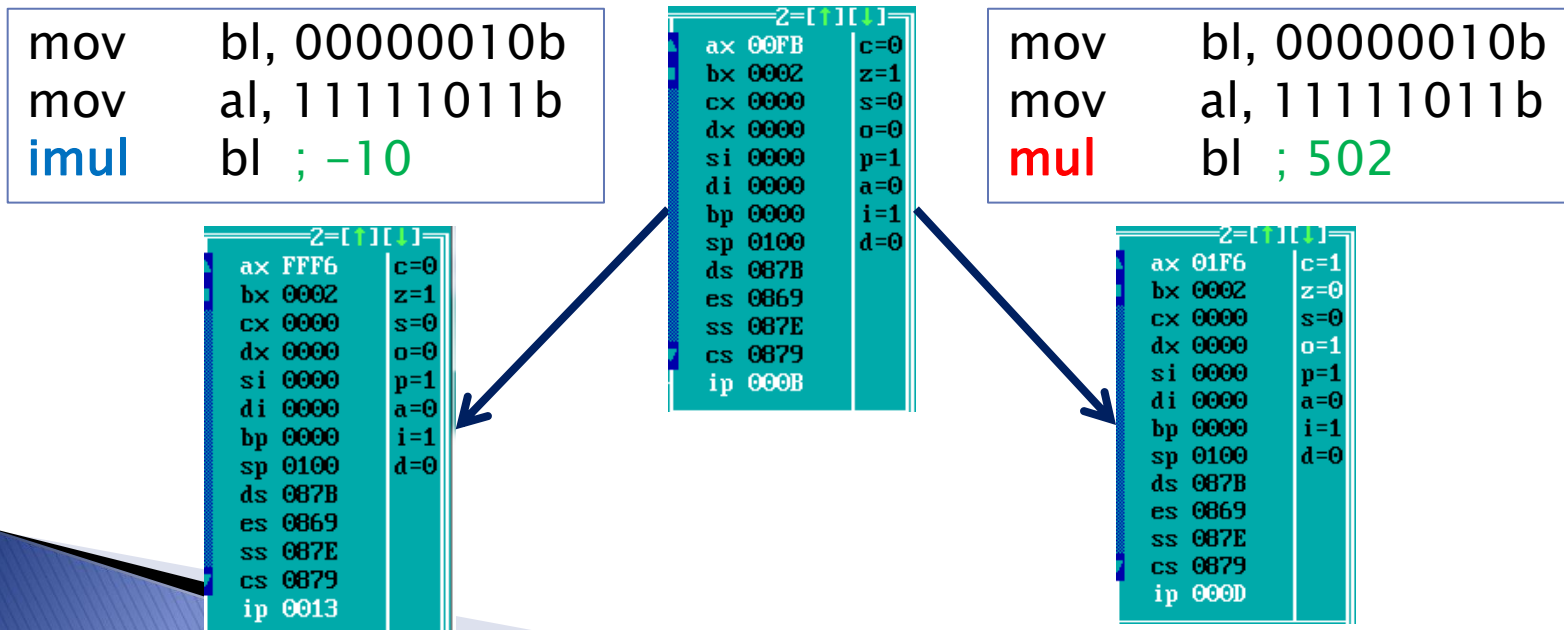 mov bl, 00000010b
mov al, 11111011b
imul bl ; -10
2=[↑][↓]
ax 00FB c=0
bx 0002 z=1
cx 0000 s=0
dx 0000 o=0
si 0000 p=1
di 0000 a=0
bp 0000 i=1
sp 0100 d=0
ds 087B
es 0869
ss 087E
cs 0879
ip 000B
mov bl, 00000010b
mov al, 11111011b
mul bl ; 502
2=[↑][↓]
ax FFF6 c=0
bx 0002 z=1
cx 0000 s=0
dx 0000 o=0
si 0000 p=1
di 0000 a=0
bp 0000 i=1
sp 0100 d=0
ds 087B
es 0869
ss 087E
cs 0879
ip 0013
2=[↑][↓]
ax 01F6 c=1
bx 0002 z=0
cx 0000 s=0
dx 0000 o=1
si 0000 p=1
di 0000 a=0
bp 0000 i=1
sp 0100 d=0
ds 087B
es 0869
ss 087E
cs 0879
ip 000D